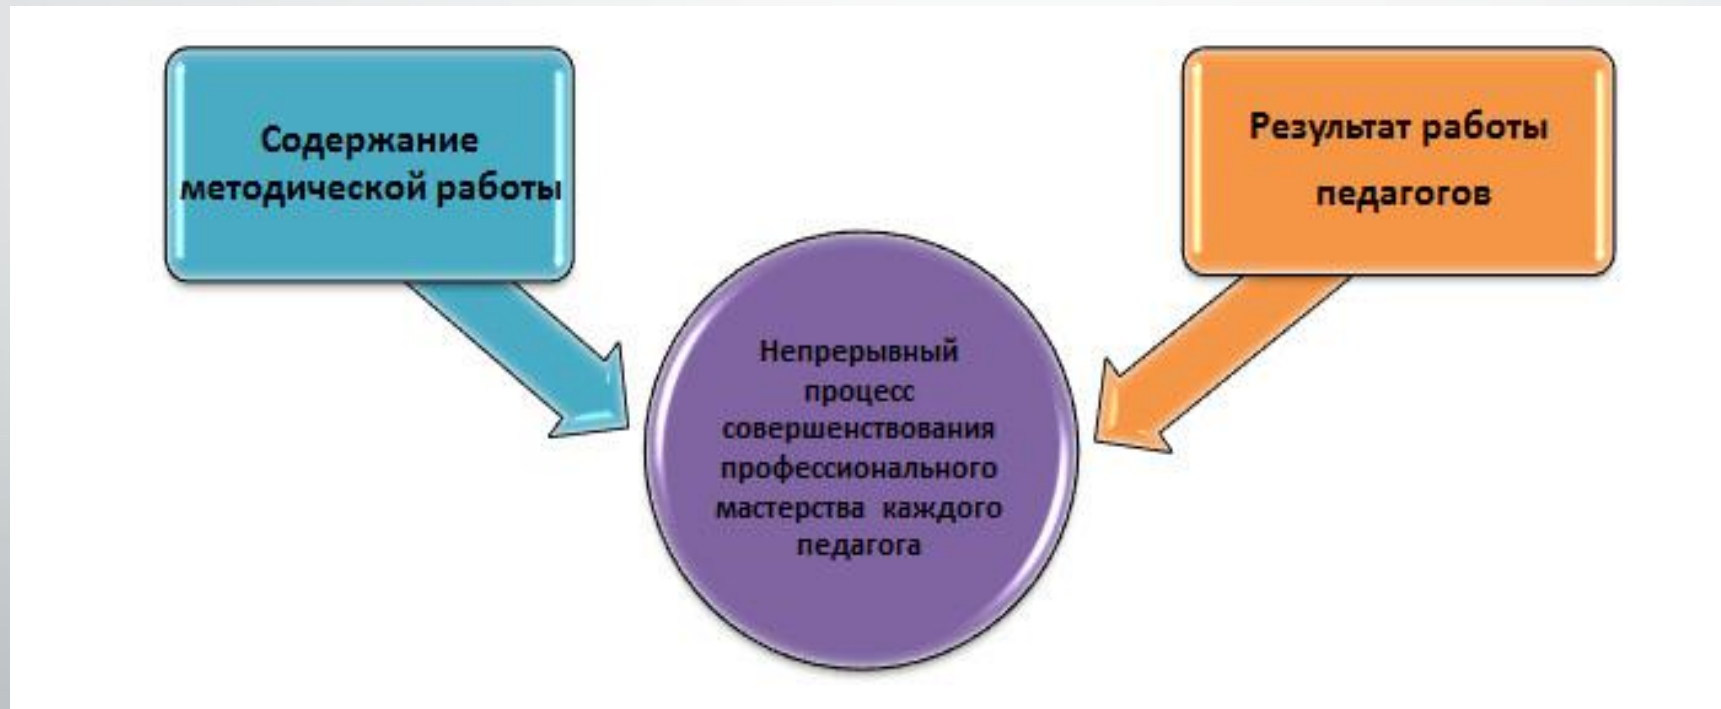 Содержание
методической работы
Результат работы
педагогов
Непрерывный
процесс
совершенствования
профессионального
мастерства каждого
педагога